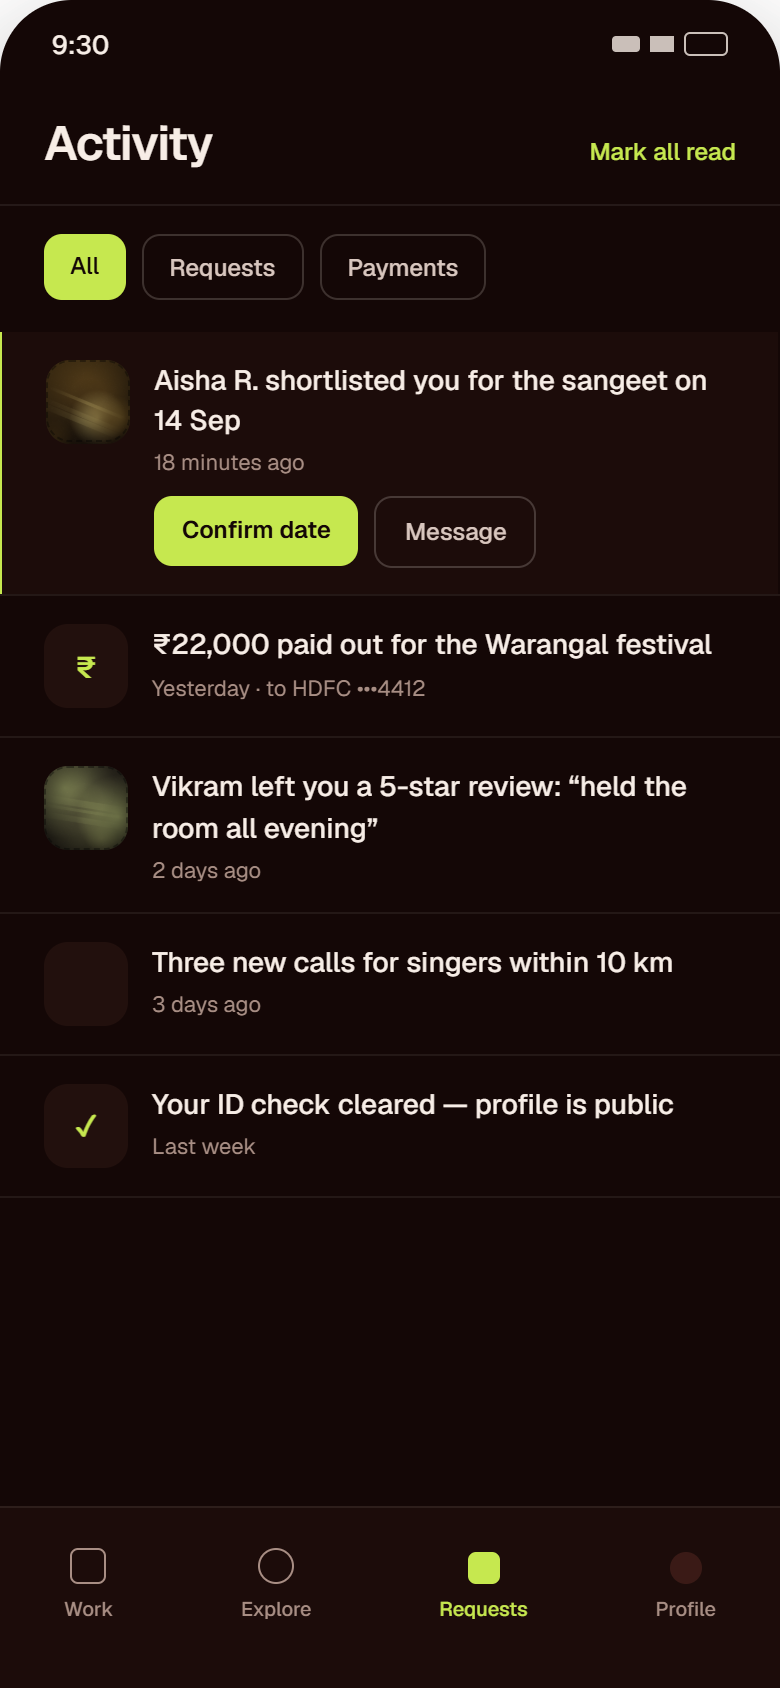 9:30
Activity
Mark all read
All
Requests
Payments
Aisha R. shortlisted you for the sangeet on
14 Sep
18 minutes ago
Confirm date
Message
₹
₹22,000 paid out for the Warangal festival
Yesterday · to HDFC •••4412
Vikram left you a 5-star review: “held the
room all evening”
2 days ago
Three new calls for singers within 10 km
3 days ago
✓
Your ID check cleared — profile is public
Last week
Work
Explore
Requests
Profile